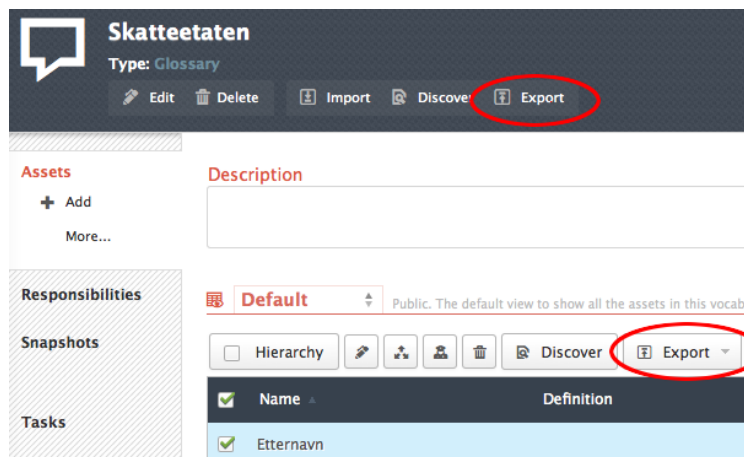 Skatteetaten
Type: Glossary
Edit Delete Import Discover Export
Assets
Add
More...
Description
Responsibilities
Default Public. The default view to show all the assets in this vocab
Snapshots
Hierarchy Discover Export
Name Definition
Tasks
Etternavn